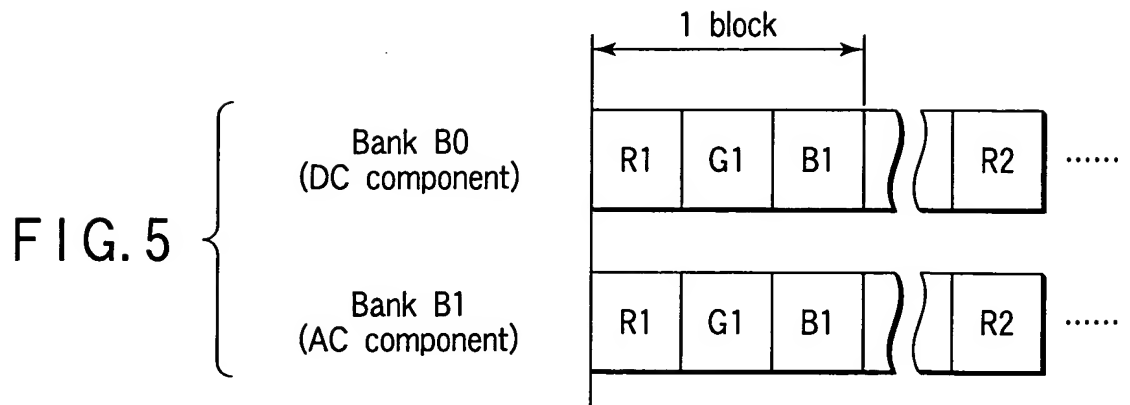 1 block
Bank B0
(DC component)
R1 G1 B1 R2 ......
FIG. 5
Bank B1
(AC component)
R1 G1 B1 R2 ......